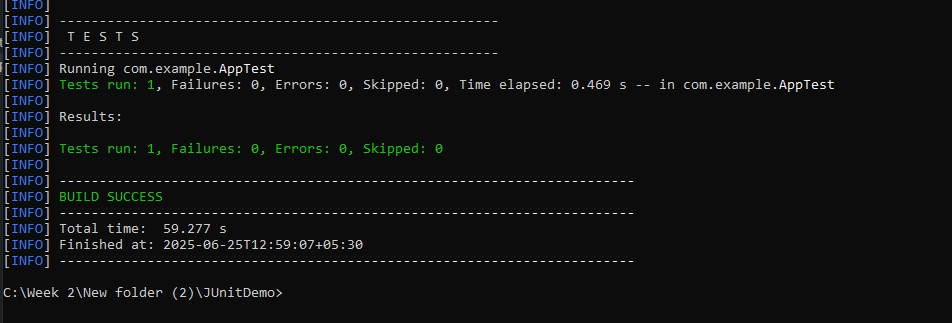 [INFO]
[INFO] -------------------------------------------------------
[INFO]  T E S T S
[INFO] -------------------------------------------------------
[INFO] Running com.example.AppTest
[INFO] Tests run: 1, Failures: 0, Errors: 0, Skipped: 0, Time elapsed: 0.469 s -- in com.example.AppTest
[INFO]
[INFO] Results:
[INFO]
[INFO] Tests run: 1, Failures: 0, Errors: 0, Skipped: 0
[INFO]
[INFO] ------------------------------------------------------------------------
[INFO] BUILD SUCCESS
[INFO] ------------------------------------------------------------------------
[INFO] Total time:  59.277 s
[INFO] Finished at: 2025-06-25T12:59:07+05:30
[INFO] ------------------------------------------------------------------------
C:\Week 2\New folder (2)\JUnitDemo>